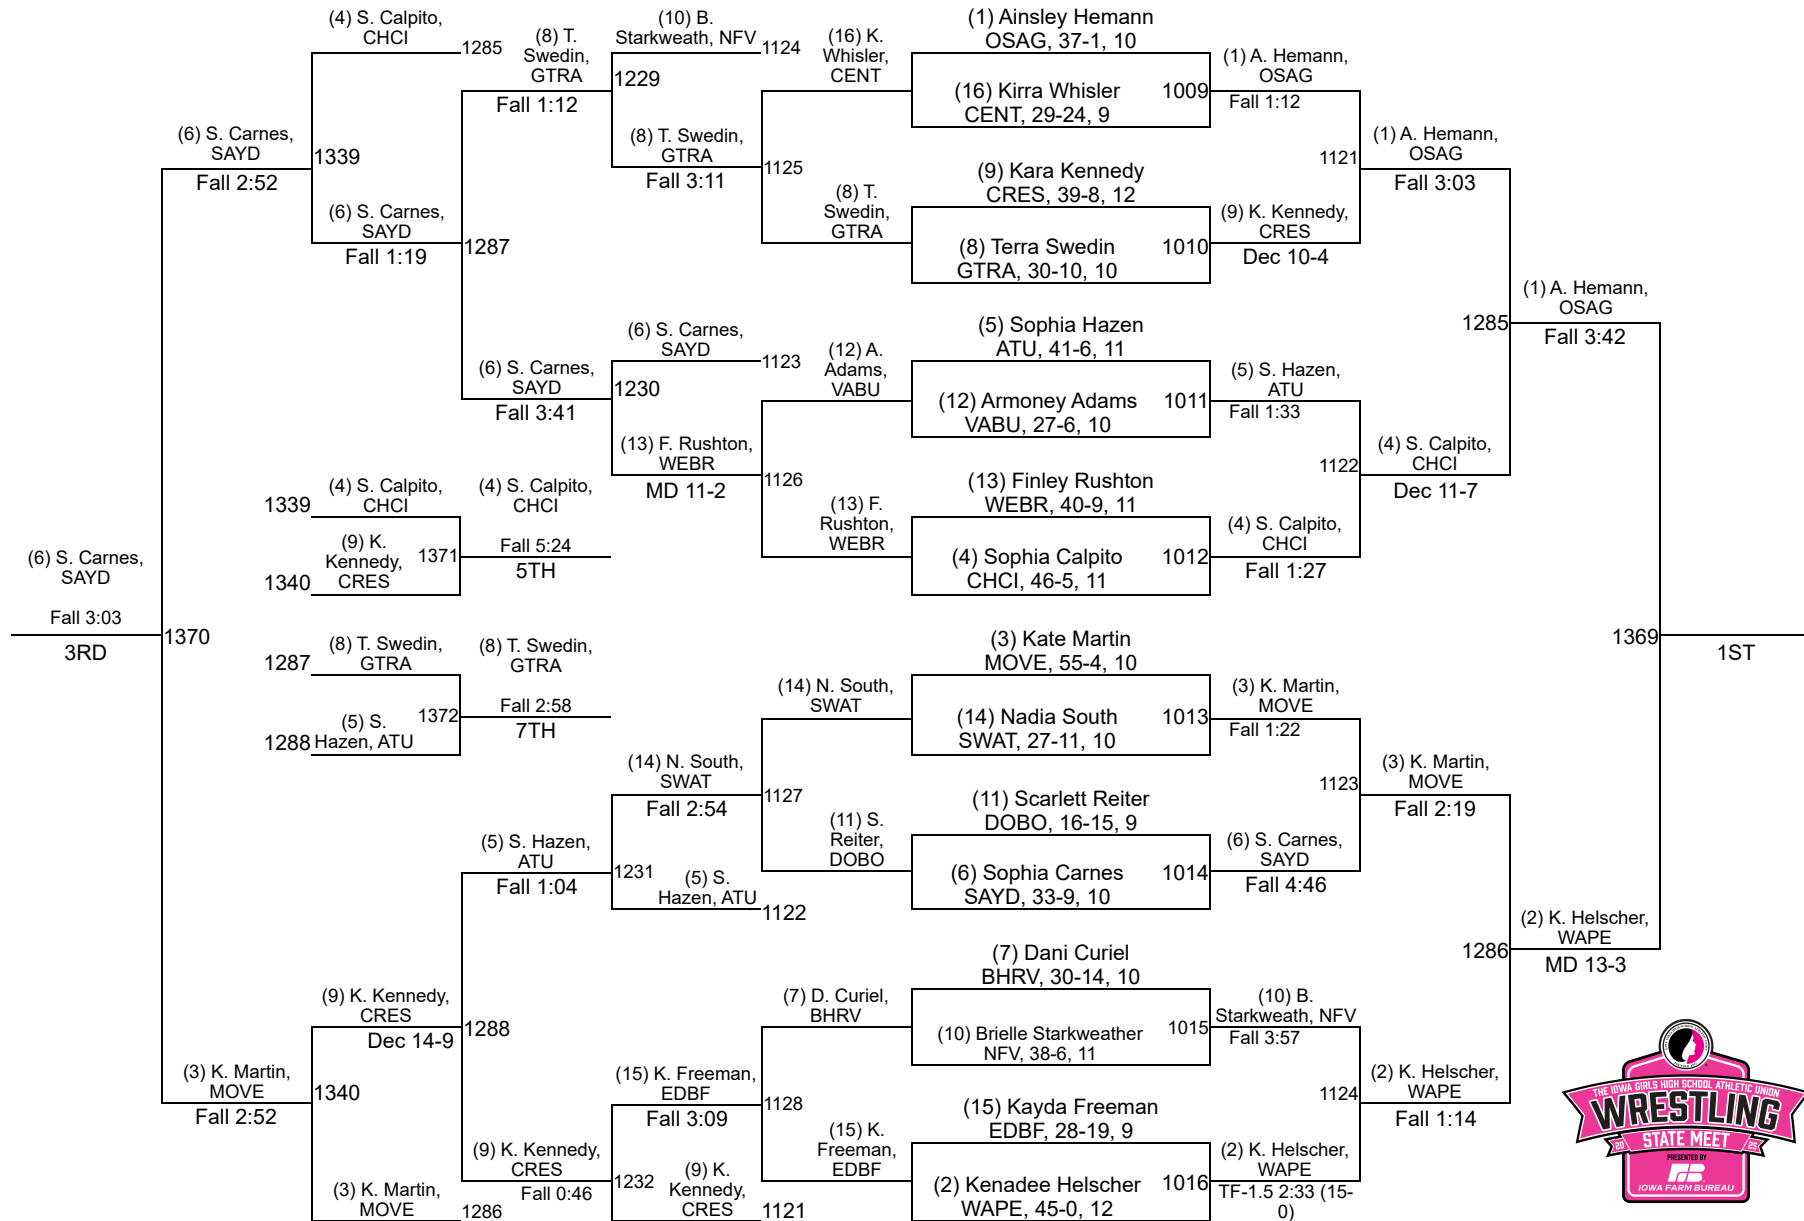 (4) S. Calpito,
CHCI
1285
(8) T.
Swedin,
GTRA
Fall 1:12
(10) B.
Starkweath, NFV
1124
1229
(8) T. Swedin,
GTRA
Fall 3:11
1125
(16) K.
Whisler,
CENT
(8) T.
Swedin,
GTRA
(1) Ainsley Hemann
OSAG, 37-1, 10
(16) Kirra Whisler
CENT, 29-24, 9
1009
(1) A. Hemann,
OSAG
Fall 1:12
(9) Kara Kennedy
CRES, 39-8, 12
(8) Terra Swedin
GTRA, 30-10, 10
1010
(9) K. Kennedy,
CRES
Dec 10-4
1121
(1) A. Hemann,
OSAG
Fall 3:03
(6) S. Carnes,
SAYD
Fall 2:52
1339
(6) S. Carnes,
SAYD
Fall 1:19
1287
(6) S. Carnes,
SAYD
1123
(6) S. Carnes,
SAYD
Fall 3:41
1230
(13) F. Rushton,
WEBR
MD 11-2
1126
(12) A.
Adams,
VABU
(13) F.
Rushton,
WEBR
(5) Sophia Hazen
ATU, 41-6, 11
(12) Armoney Adams
VABU, 27-6, 10
1011
(5) S. Hazen,
ATU
Fall 1:33
(13) Finley Rushton
WEBR, 40-9, 11
(4) Sophia Calpito
CHCI, 46-5, 11
1012
(4) S. Calpito,
CHCI
Fall 1:27
1122
(4) S. Calpito,
CHCI
Dec 11-7
1285
(1) A. Hemann,
OSAG
Fall 3:42
1339
(4) S. Calpito,
CHCI
(4) S. Calpito,
CHCI
1340
(9) K.
Kennedy,
CRES
1371
Fall 5:24
5TH
(6) S. Carnes,
SAYD
Fall 3:03
3RD
1370
1287
(8) T. Swedin,
GTRA
(8) T. Swedin,
GTRA
1288
(5) S.
Hazen, ATU
1372
Fall 2:58
7TH
1369
1ST
(14) N. South,
SWAT
Fall 2:54
1127
(14) N. South,
SWAT
(11) S.
Reiter,
DOBO
(3) Kate Martin
MOVE, 55-4, 10
(14) Nadia South
SWAT, 27-11, 10
1013
(3) K. Martin,
MOVE
Fall 1:22
(11) Scarlett Reiter
DOBO, 16-15, 9
(6) Sophia Carnes
SAYD, 33-9, 10
1014
(6) S. Carnes,
SAYD
Fall 4:46
1123
(3) K. Martin,
MOVE
Fall 2:19
(5) S. Hazen,
ATU
Fall 1:04
1231
(5) S.
Hazen, ATU
1122
(9) K. Kennedy,
CRES
Dec 14-9
1288
(3) K. Martin,
MOVE
Fall 2:52
1340
(3) K. Martin,
MOVE
1286
(9) K. Kennedy,
CRES
Fall 0:46
(15) K. Freeman,
EDBF
Fall 3:09
1232
(9) K.
Kennedy,
CRES
1121
1128
(7) D. Curiel,
BHRV
(15) K.
Freeman,
EDBF
(7) Dani Curiel
BHRV, 30-14, 10
(10) Brielle Starkweather
NFV, 38-6, 11
1015
(10) B.
Starkweath, NFV
Fall 3:57
(15) Kayda Freeman
EDBF, 28-19, 9
(2) Kenadee Helscher
WAPE, 45-0, 12
1016
(2) K. Helscher,
WAPE
TF-1.5 2:33 (15-
0)
1124
(2) K. Helscher,
WAPE
Fall 1:14
1286
(2) K. Helscher,
WAPE
MD 13-3
THE IOWA GIRLS HIGH SCHOOL ATHLETIC UNION
WRESTLING
20 STATE MEET 25
PRESENTED BY
FB
IOWA FARM BUREAU